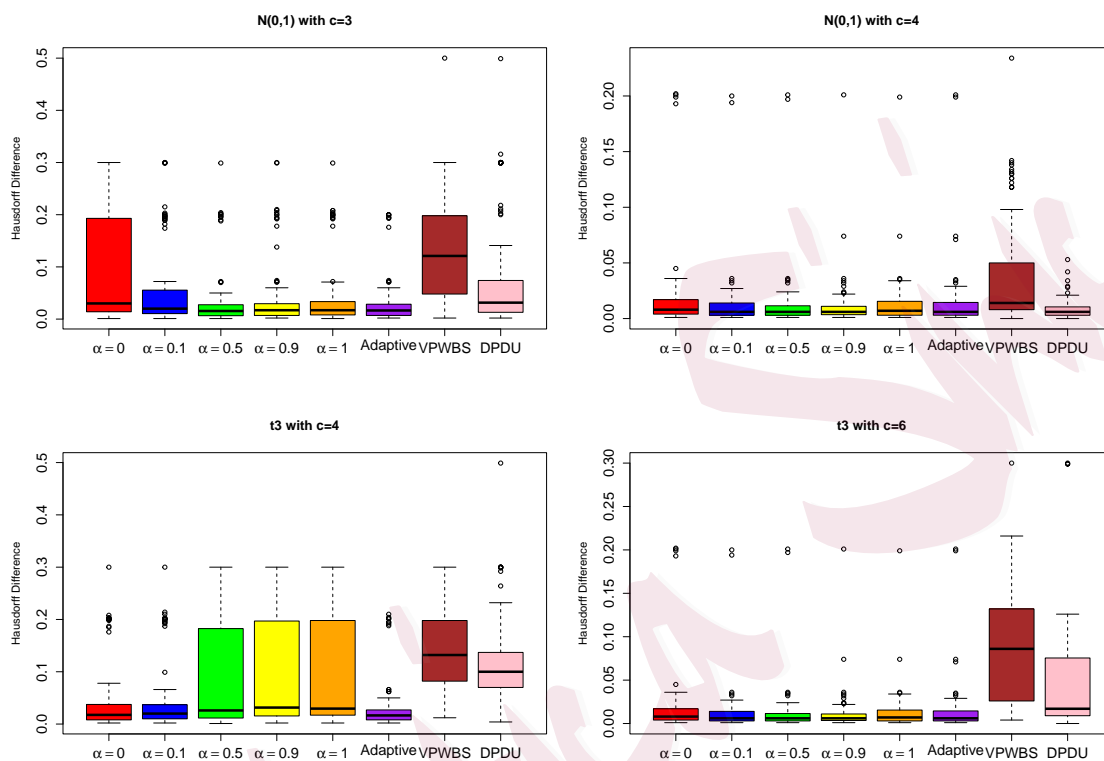 N(0,1) with c=3
Hausdorff Difference
0.5
0.4
0.3
0.2
0.1
0.0
α = 0 α = 0.1 α = 0.5 α = 0.9 α = 1 Adaptive VPWBS DPDU
N(0,1) with c=4
Hausdorff Difference
0.20
0.15
0.10
0.05
0.00
α = 0 α = 0.1 α = 0.5 α = 0.9 α = 1 Adaptive VPWBS DPDU
t3 with c=4
Hausdorff Difference
0.5
0.4
0.3
0.2
0.1
0.0
α = 0 α = 0.1 α = 0.5 α = 0.9 α = 1 Adaptive VPWBS DPDU
t3 with c=6
Hausdorff Difference
0.30
0.25
0.20
0.15
0.10
0.05
0.00
α = 0 α = 0.1 α = 0.5 α = 0.9 α = 1 Adaptive VPWBS DPDU